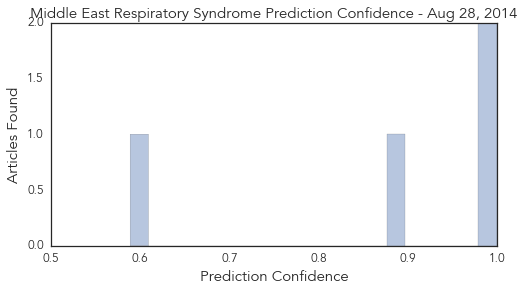 Middle East Respiratory Syndrome Prediction Confidence - Aug 28, 2014
2.0
1.5
1.0
0.5
0.0
Articles Found
0.5 0.6 0.7 0.8 0.9 1.0
Prediction Confidence